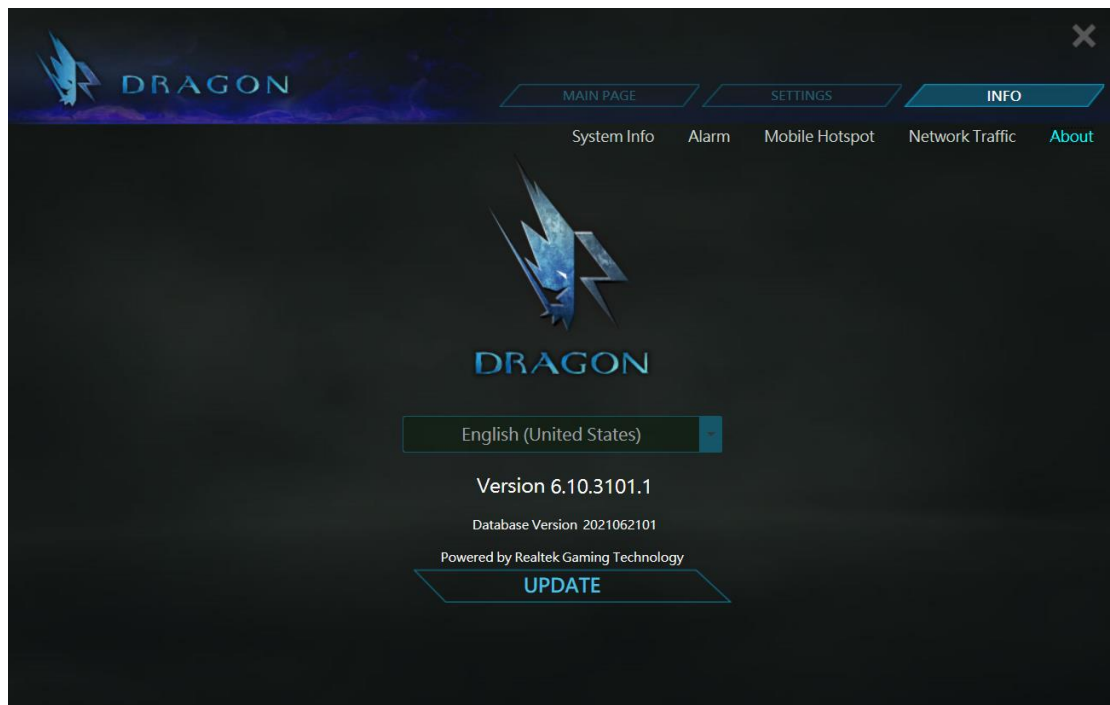 DRAGON
MAIN PAGE SETTINGS INFO
System Info Alarm Mobile Hotspot Network Traffic About
DRAGON
English (United States)
Version 6.10.3101.1
Database Version 2021062101
Powered by Realtek Gaming Technology
UPDATE